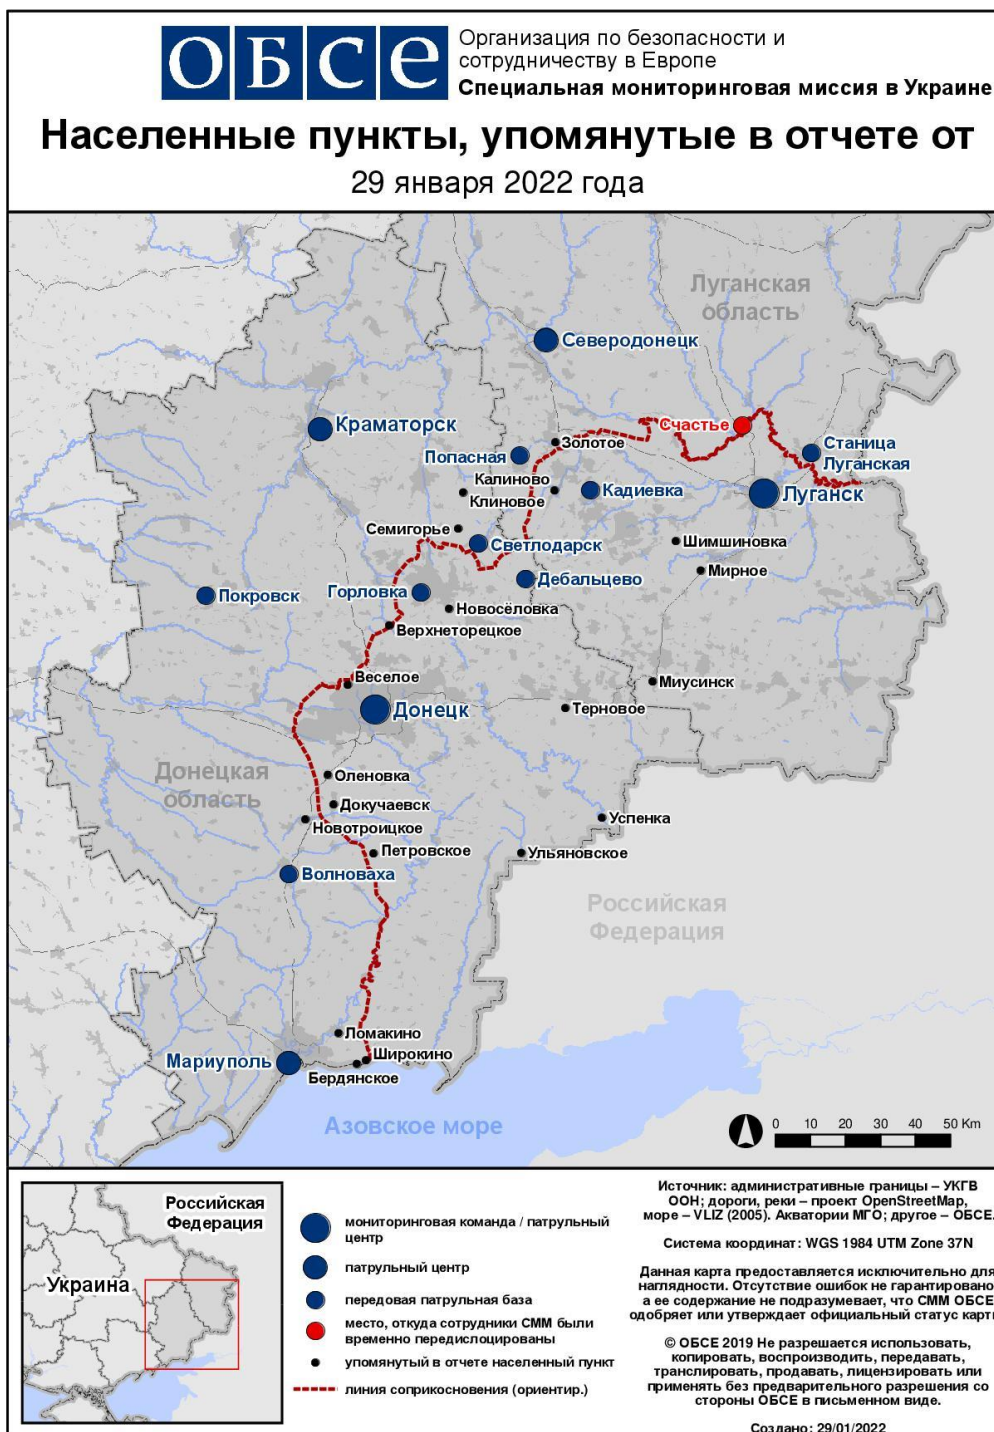 ОБСЕ
Организация по безопасности и
сотрудничеству в Европе
Специальная мониторинговая миссия в Украине
Населенные пункты, упомянутые в отчете от
29 января 2022 года
Луганская
область
Северодонецк
Краматорск
Счастье
Золотое
Станица
Луганская
Попасная
Калиново
Клиновое
Кадиевка
Луганск
Семигорье
Светлодарск
Шимшиновка
Мирное
Дебальцево
Горловка
Покровск
Новосёловка
Верхнеторецкое
Веселое
Миусинск
Терновое
Донецк
Донецкая
область
Оленовка
Докучаевск
Новотроицкое
Успенка
Петровское
Ульяновское
Волноваха
Российская
Федерация
Ломакино
Широкино
Мариуполь
Бердянское
Азовское море
0 10 20 30 40 50 Km
Российская
Федерация
Украина
мониторинговая команда / патрульный
центр
патрульный центр
передовая патрульная база
место, откуда сотрудники СММ были
временно передислоцированы
упомянутый в отчете населенный пункт
линия соприкосновения (ориентир.)
Источник: административные границы – УКГВ
ООН; дороги, реки – проект OpenStreetMap,
море – VLIZ (2005). Акватории МГО; другое – ОБСЕ.
Система координат: WGS 1984 UTM Zone 37N
Данная карта предоставляется исключительно для
наглядности. Отсутствие ошибок не гарантировано,
а ее содержание не подразумевает, что СММ ОБСЕ
одобряет или утверждает официальный статус карты
© ОБСЕ 2019 Не разрешается использовать,
копировать, воспроизводить, передавать,
транслировать, продавать, лицензировать или
применять без предварительного разрешения со
стороны ОБСЕ в письменном виде.
Создано: 29/01/2022